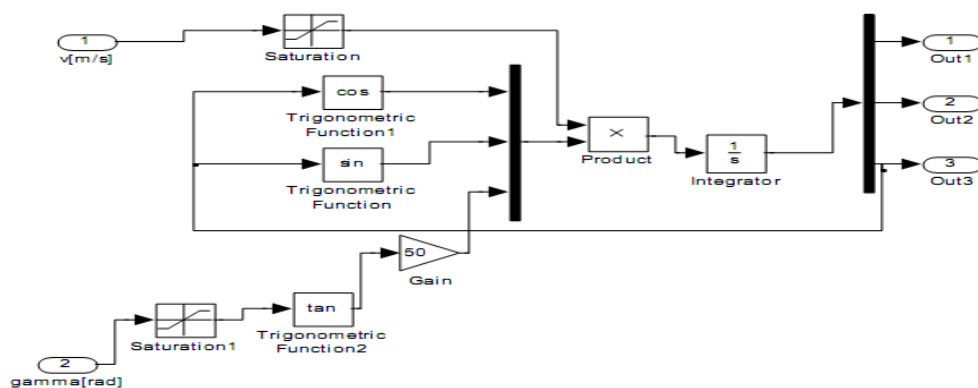 1
v[m/s]
Saturation
cos
Trigonometric
Function1
sin
Trigonometric
Function
×
Product
1
s
Integrator
1
Out1
2
Out2
3
Out3
50
Gain
tan
Trigonometric
Function2
Saturation1
2
gamma[rad]